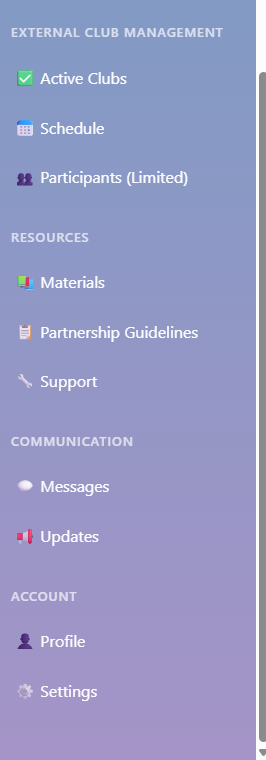 EXTERNAL CLUB MANAGEMENT
Active Clubs
Schedule
Participants (Limited)
RESOURCES
Materials
Partnership Guidelines
Support
COMMUNICATION
Messages
Updates
ACCOUNT
Profile
Settings